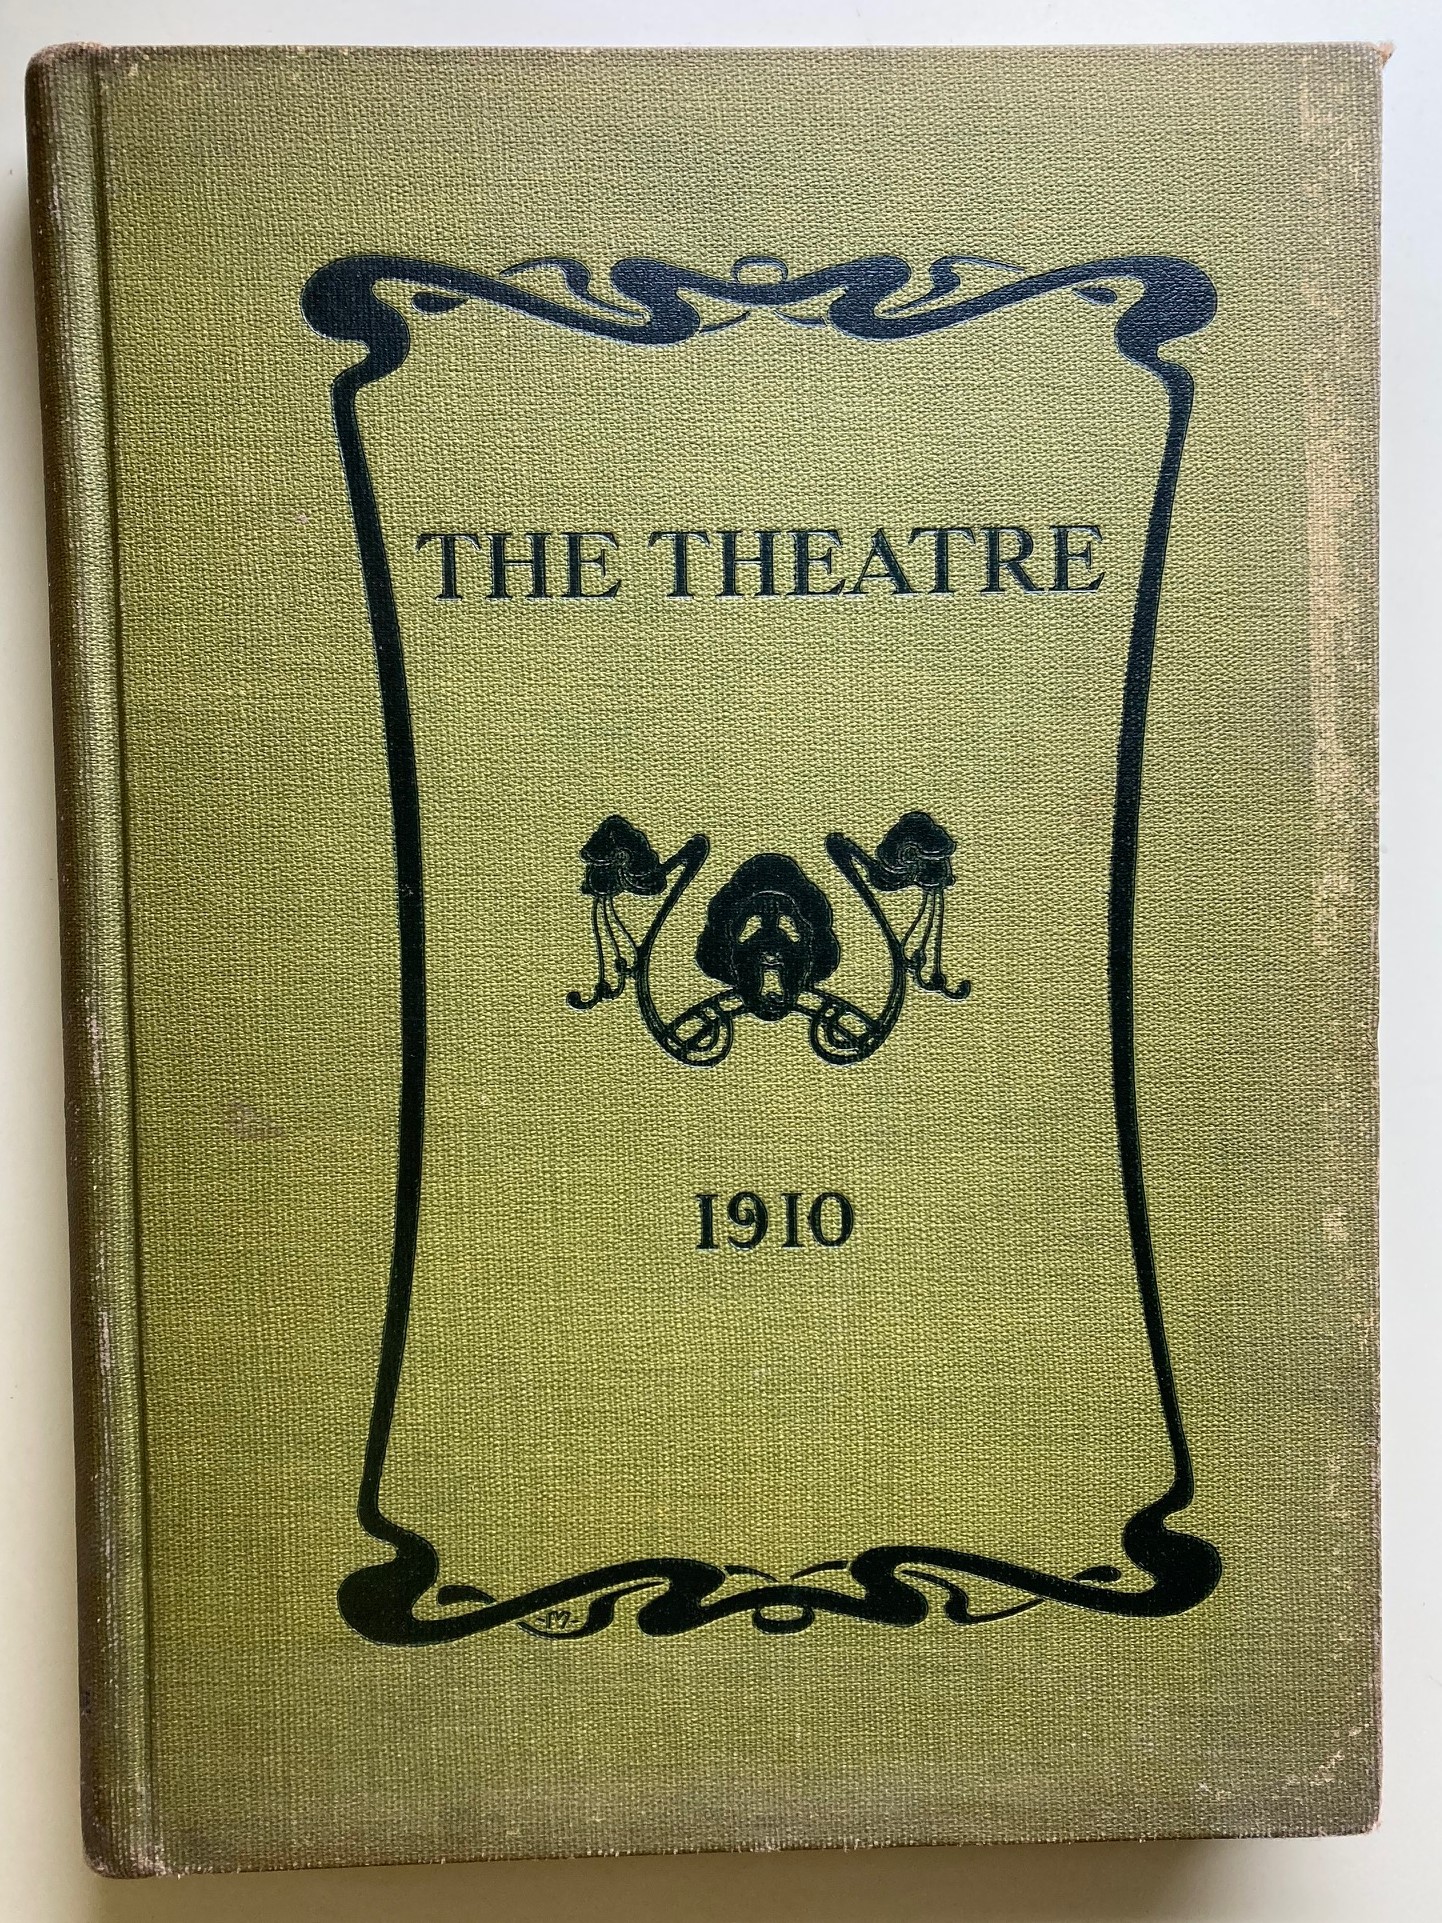 THE THEATRE
1910
-M-